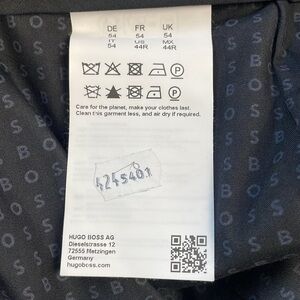 DE FR UK
54 54 44R
IT US MX
54 44R 44R
Care for the planet, make your clothes last.
Clean this garment less, and air dry if required.
4245401
HUGO BOSS AG
Dieselstrasse 12
72555 Metzingen
Germany
hugoboss.com
BOSS